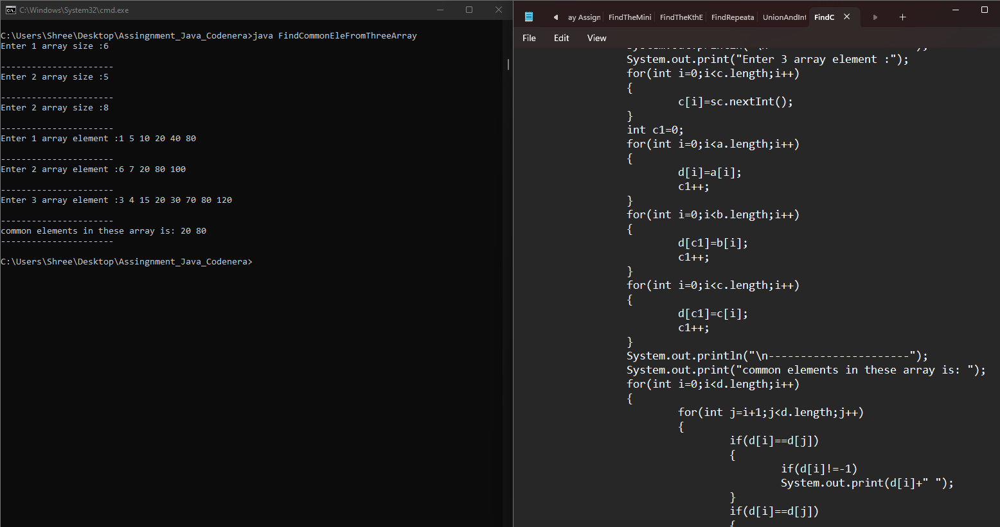 C:\Windows\System32\cmd.exe
C:\Users\Shree\Desktop\Assingnment_Java_Codenera>java FindCommonEleFromThreeArray
Enter 1 array size :6
----------------------
Enter 2 array size :5
----------------------
Enter 2 array size :8
----------------------
Enter 1 array element :1 5 10 20 40 80
----------------------
Enter 2 array element :6 7 20 80 100
----------------------
Enter 3 array element :3 4 15 20 30 70 80 120
----------------------
common elements in these array is: 20 80
----------------------
C:\Users\Shree\Desktop\Assingnment_Java_Codenera>
ay Assign FindTheMini FindTheKthE FindRepeata UnionAndInt FindC
File Edit View
System.out.print("Enter 3 array element :");
for(int i=0;i<c.length;i++)
{
c[i]=sc.nextInt();
}
int c1=0;
for(int i=0;i<a.length;i++)
{
d[i]=a[i];
c1++;
}
for(int i=0;i<b.length;i++)
{
d[c1]=b[i];
c1++;
}
for(int i=0;i<c.length;i++)
{
d[c1]=c[i];
c1++;
}
System.out.println("\n----------------------");
System.out.print("common elements in these array is: ");
for(int i=0;i<d.length;i++)
{
for(int j=i+1;j<d.length;j++)
{
if(d[i]==d[j])
{
if(d[i]!=-1)
System.out.print(d[i]+" ");
}
if(d[i]==d[j])
{